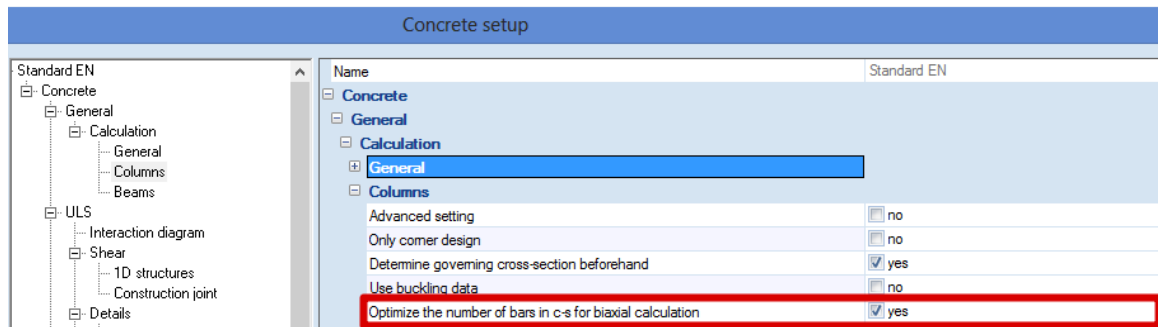 Concrete setup
Standard EN
Concrete
General
Calculation
General
Columns
Beams
ULS
Interaction diagram
Shear
1D structures
Construction joint
Details
Name Standard EN
Concrete
General
Calculation
General
Columns
Advanced setting no
Only corner design no
Determine governing cross-section beforehand yes
Use buckling data no
Optimize the number of bars in c-s for biaxial calculation yes